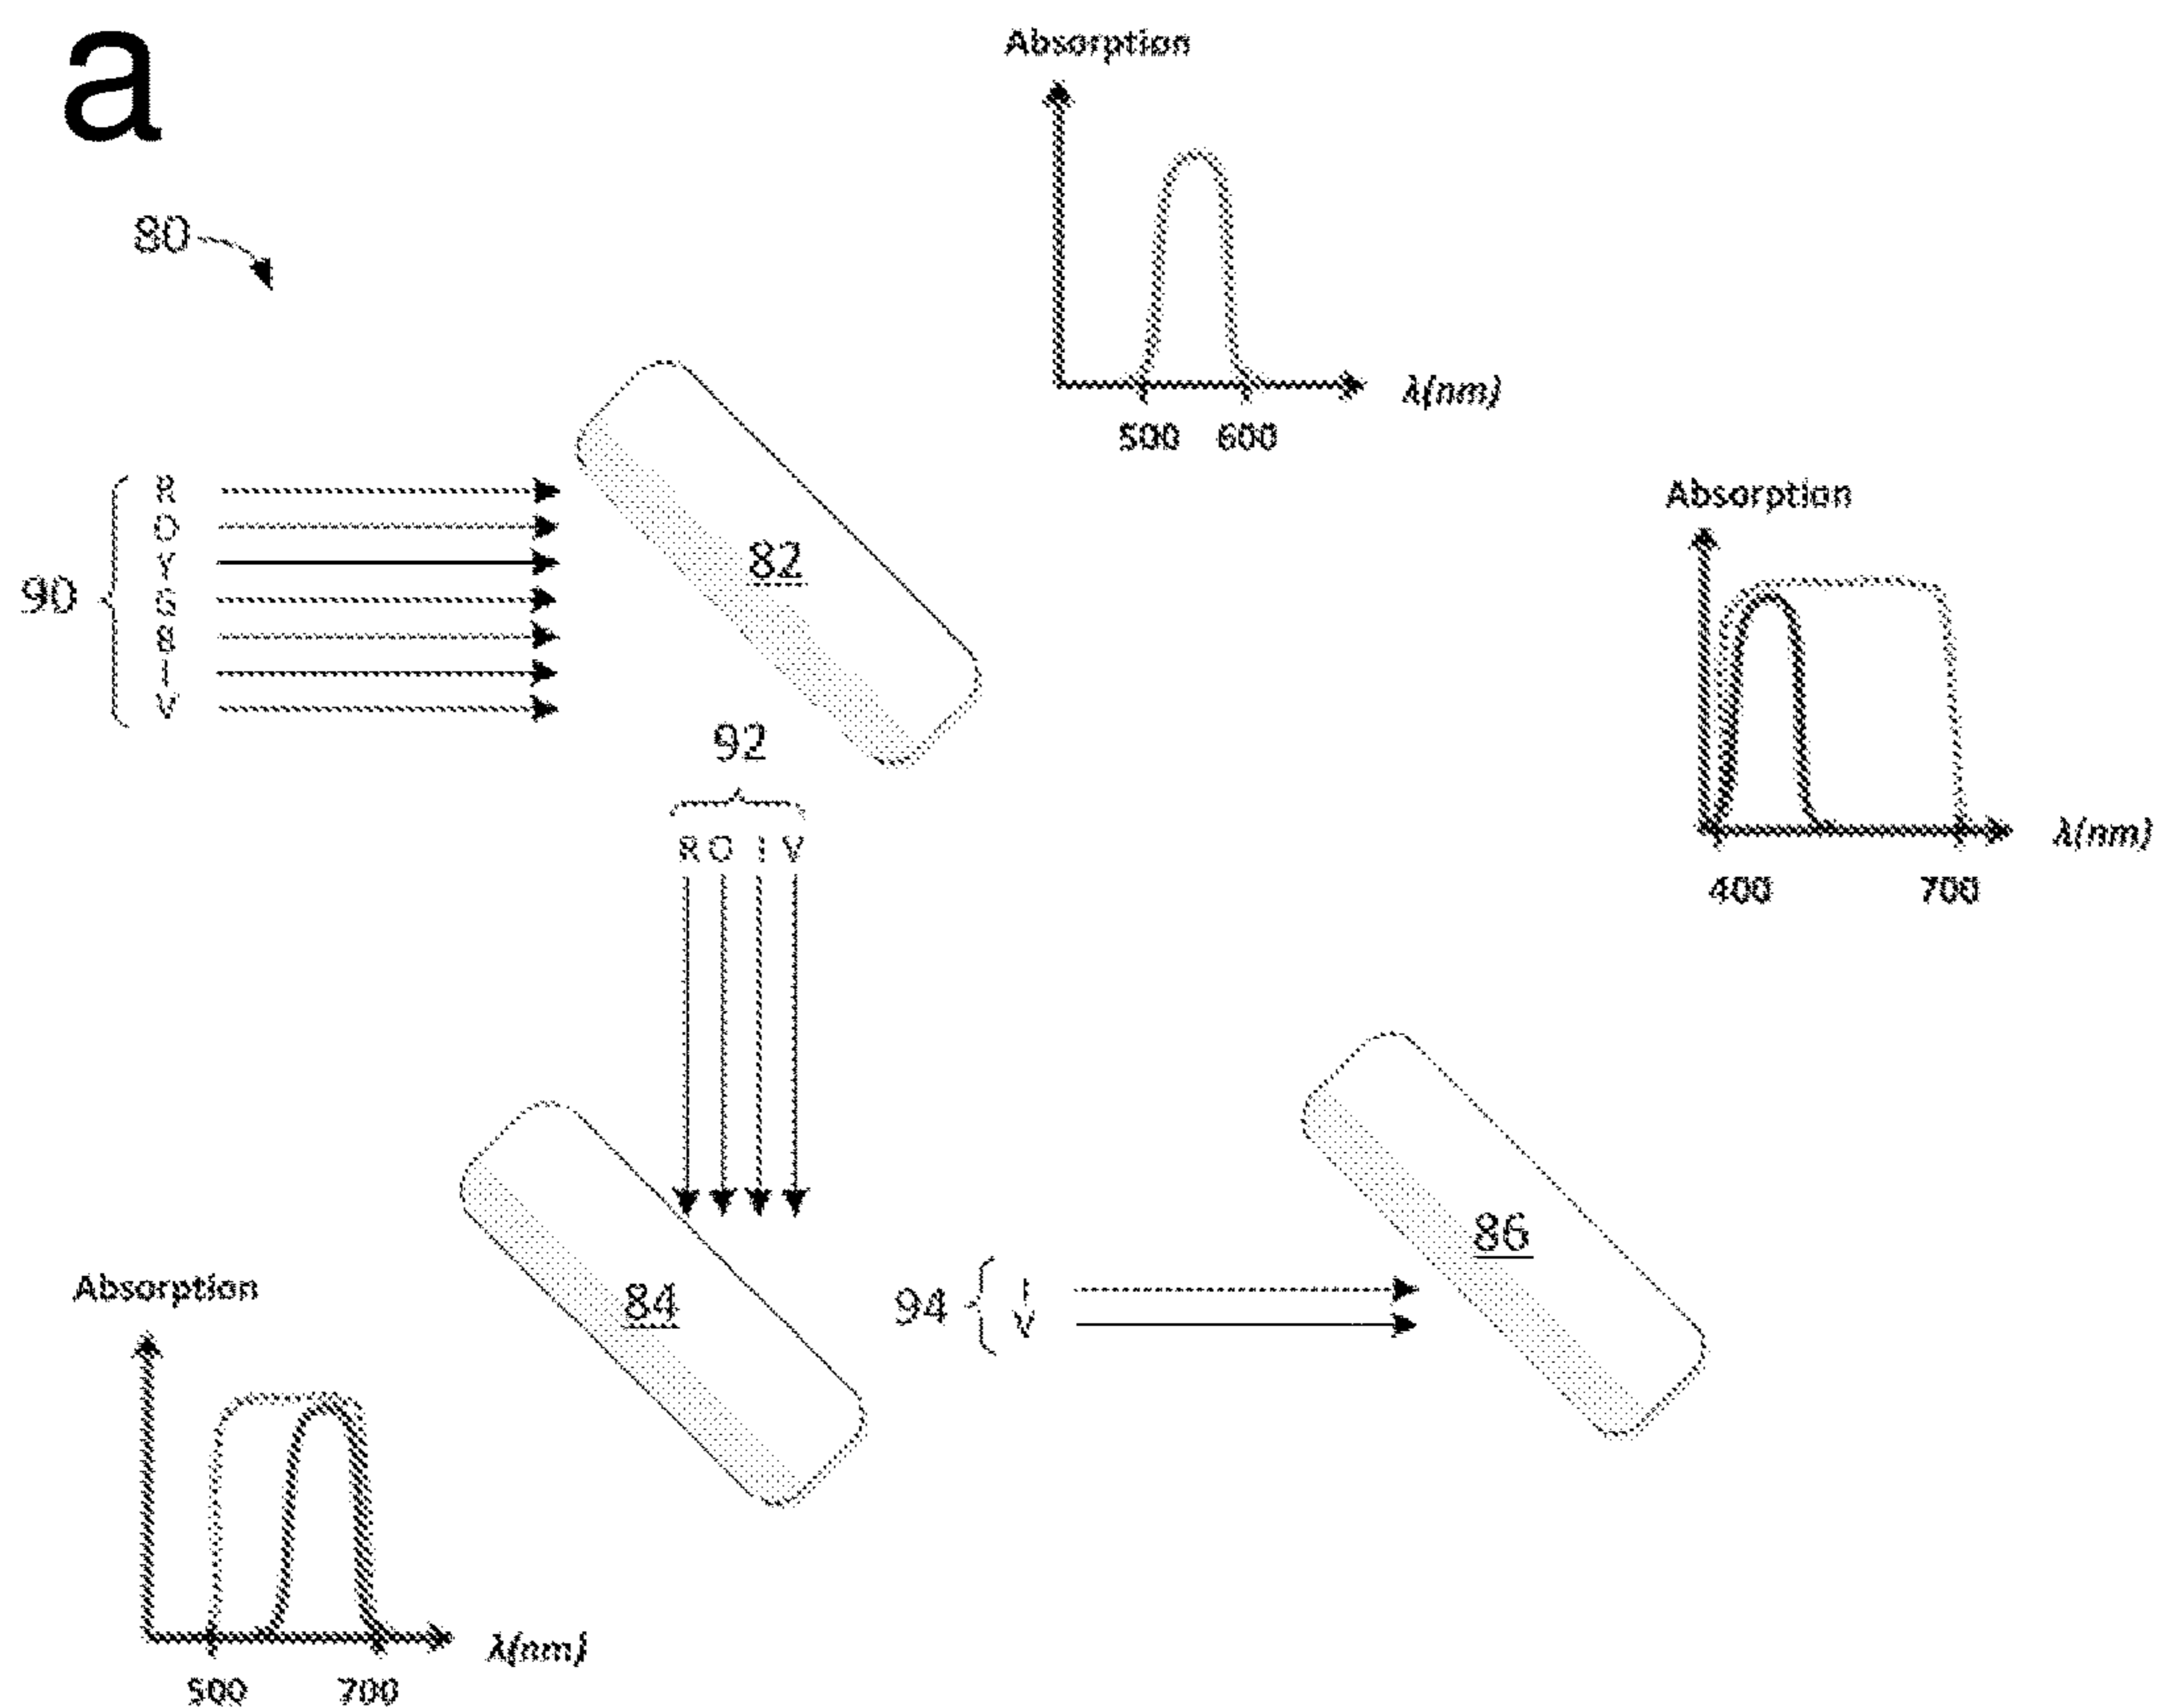 a
Absorption
80
λ(nm)
500 600
R
O
Y
G
B
I
V
90
82
Absorption
92
R O I V
λ(nm)
400 700
86
84
94
I
V
Absorption
λ(nm)
500 700